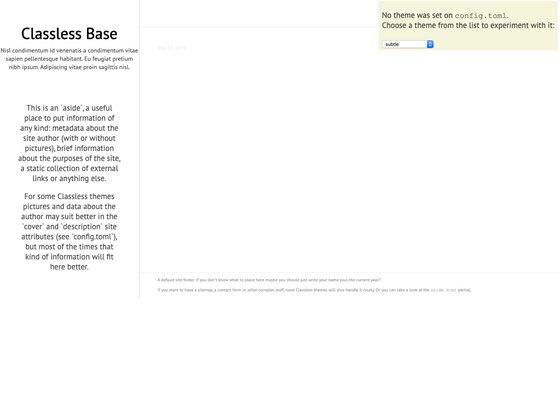 Classless Base
Nisl condimentum id venenatis a condimentum vitae
sapien pellentesque habitant. Eu feugiat pretium
nibh ipsum. Adipiscing vitae proin sagittis nisl.
This is an `aside`, a useful
place to put information of
any kind: metadata about the
site author (with or without
pictures), brief information
about the purposes of the site,
a static collection of external
links or anything else.
For some Classless themes
pictures and data about the
author may suit better in the
`cover` and `description` site
attributes (see `config.toml`),
but most of the times that
kind of information will fit
here better.
No theme was set on config.toml.
Choose a theme from the list to experiment with it:
subtle
A default site footer. If you don't know what to place here maybe you should just write your name plus the current year?
If you want to have a sitemap, a contact form or other complex stuff, most Classless themes will also handle it nicely. Or you can take a look at the aside.html partial.